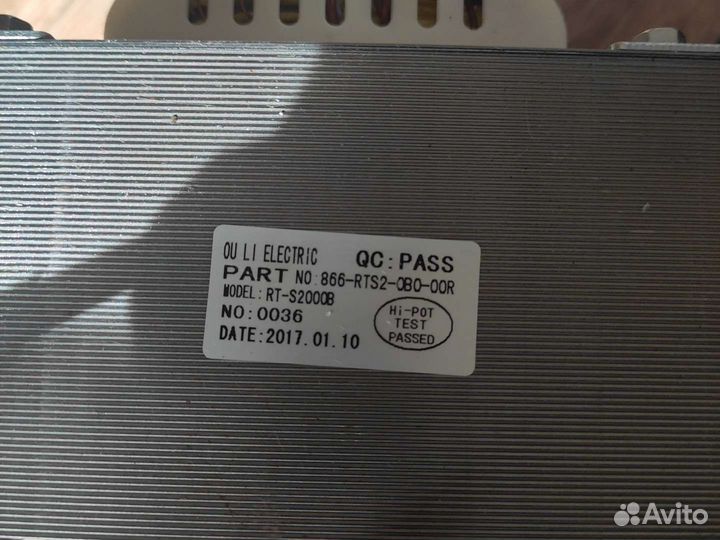 OU LI ELECTRIC QC:PASS
PART NO:866-RTS2-0B0-00R
MODEL: RT-S2000B
NO:0036
DATE:2017.01.10
Hi-POT
TEST
PASSED
Avito